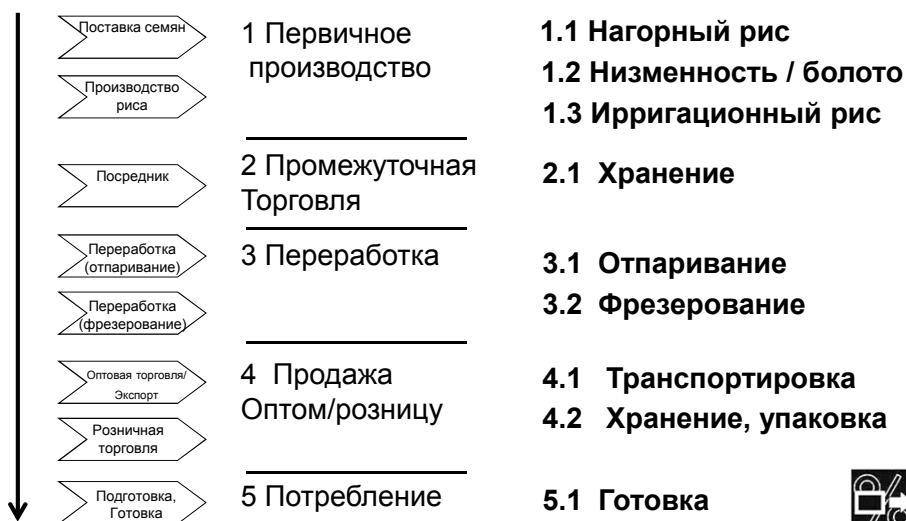 Поставка семян
1 Первичное
производство
1.1 Нагорный рис
1.2 Низменность / болото
1.3 Ирригационный рис
Производство
риса
Посредник
2 Промежуточная
Торговля
2.1 Хранение
Переработка
(отпаривание)
3 Переработка
3.1 Отпаривание
3.2 Фрезерование
Переработка
(фрезерование)
Оптовая торговля/
Экспорт
4 Продажа
Оптом/розницу
4.1 Транспортировка
4.2 Хранение, упаковка
Розничная
торговля
Подготовка,
Готовка
5 Потребление
5.1 Готовка